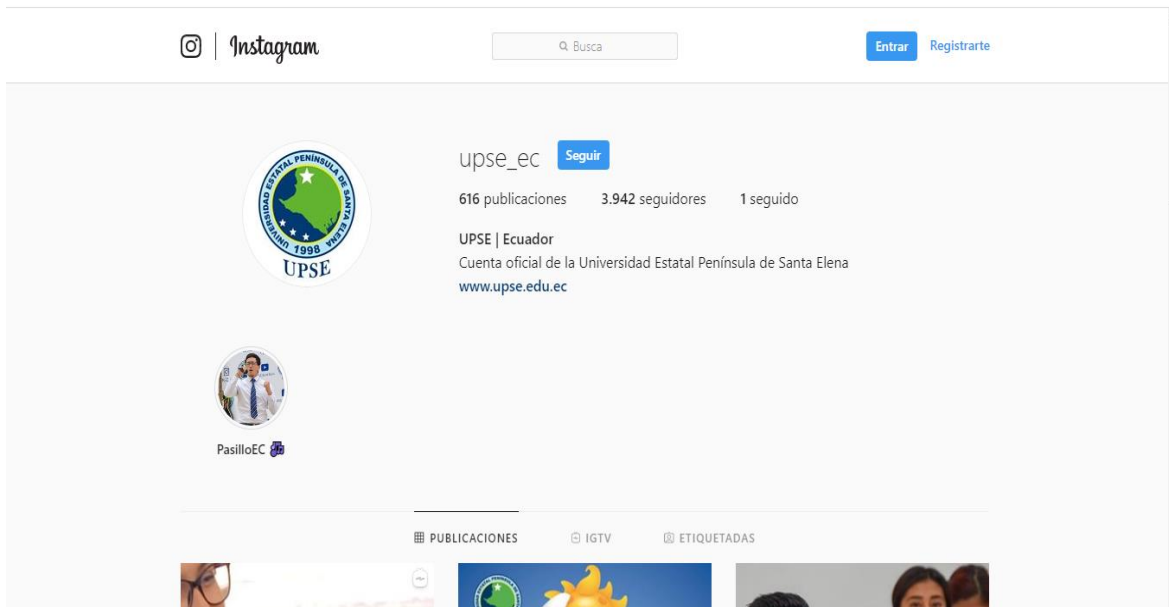 Instagram
Busca
Entrar
Registrarte
UNIVERSIDAD ESTATAL PENÍNSULA DE SANTA ELENA
1998
UPSE
upse_ec
Seguir
616 publicaciones
3.942 seguidores
1 seguido
UPSE | Ecuador
Cuenta oficial de la Universidad Estatal Península de Santa Elena
www.upse.edu.ec
PasilloEC
PUBLICACIONES
IGTV
ETIQUETADAS